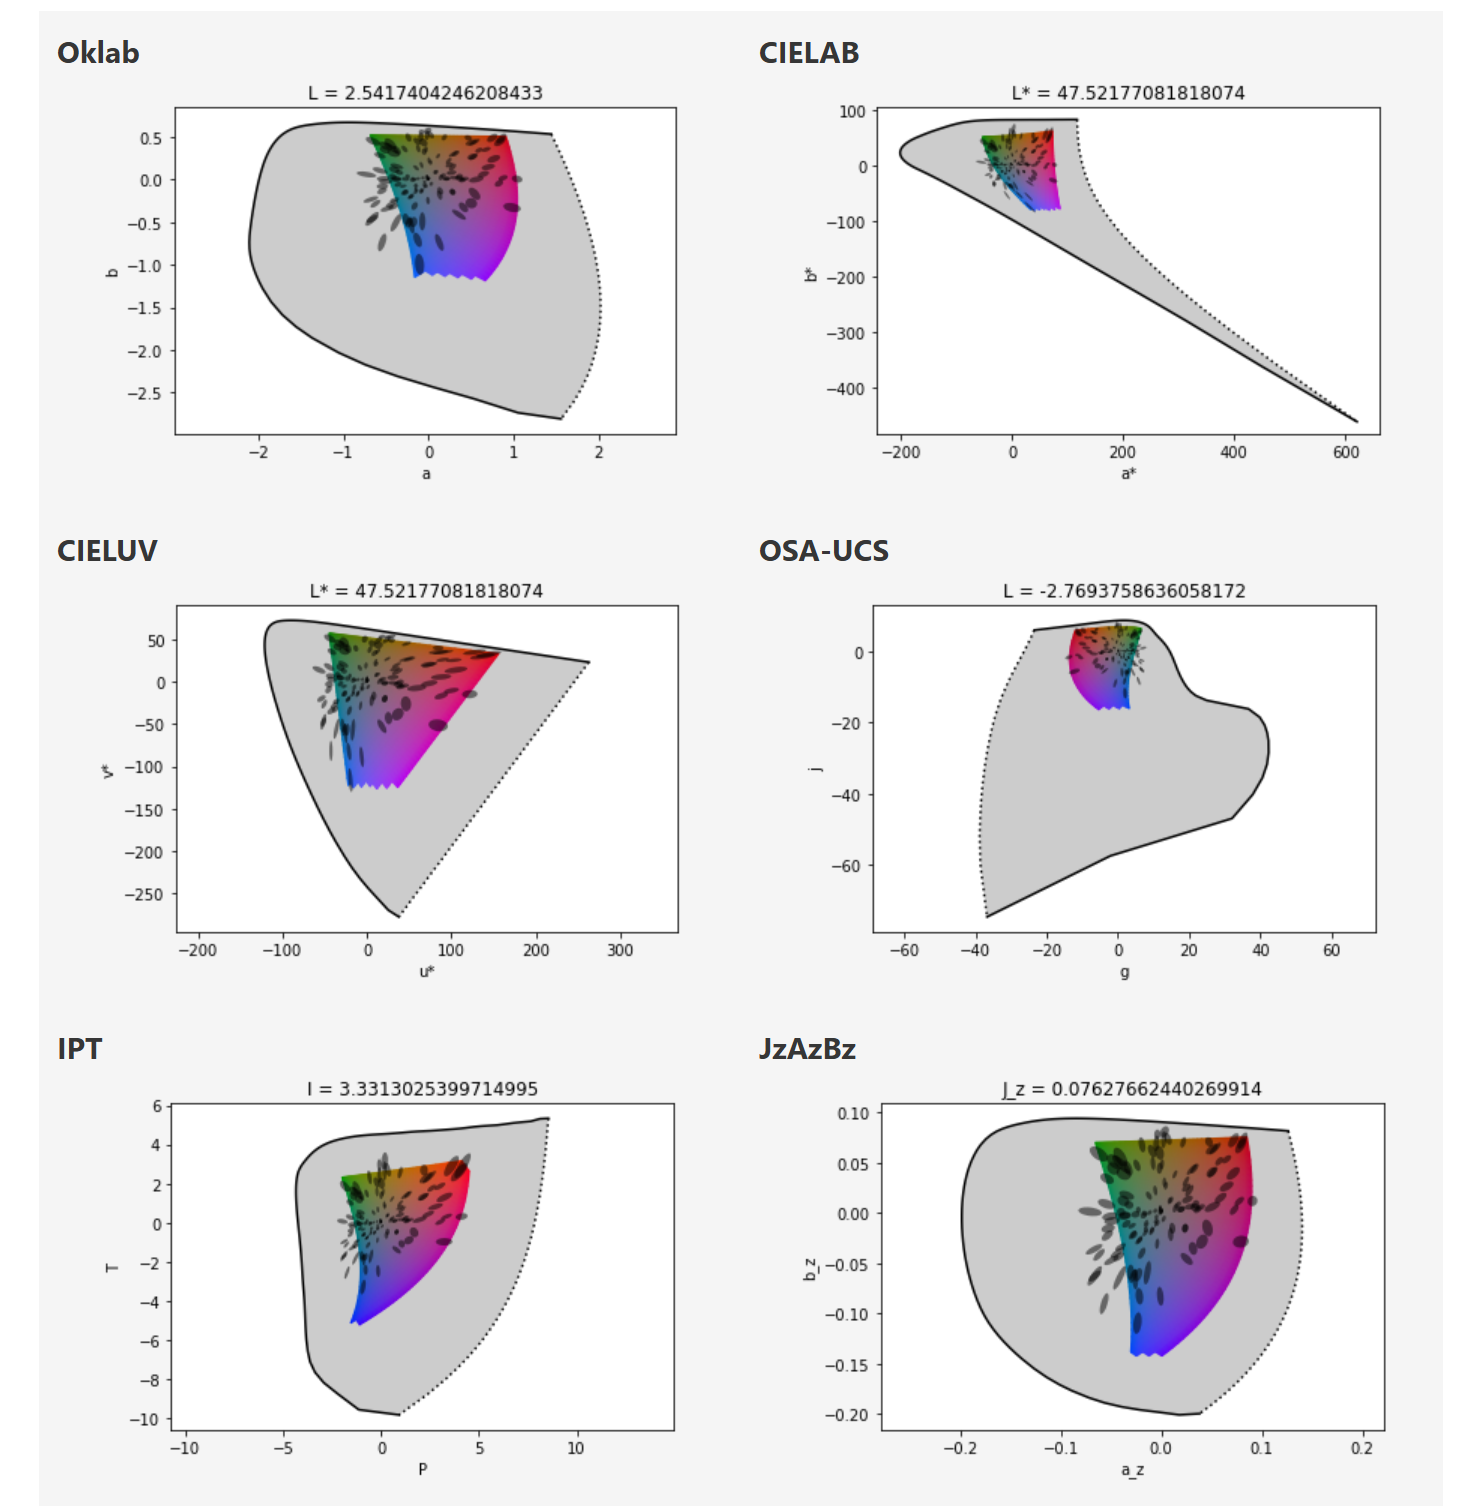 Oklab
L = 2.5417404246208433
0.5
0.0
−0.5
−1.0
−1.5
−2.0
−2.5
b
−2 −1 0 1 2
a
CIELAB
L* = 47.52177081818074
100
0
−100
−200
−300
−400
b*
−200 0 200 400 600
a*
CIELUV
L* = 47.52177081818074
50
0
−50
−100
−150
−200
−250
v*
−200 −100 0 100 200 300
u*
OSA-UCS
L = -2.7693758636058172
0
−20
−40
−60
j
−60 −40 −20 0 20 40 60
g
IPT
I = 3.3313025399714995
6
4
2
0
−2
−4
−6
−8
−10
T
−10 −5 0 5 10
P
JzAzBz
J_z = 0.07627662440269914
0.10
0.05
0.00
−0.05
−0.10
−0.15
−0.20
b_z
−0.2 −0.1 0.0 0.1 0.2
a_z